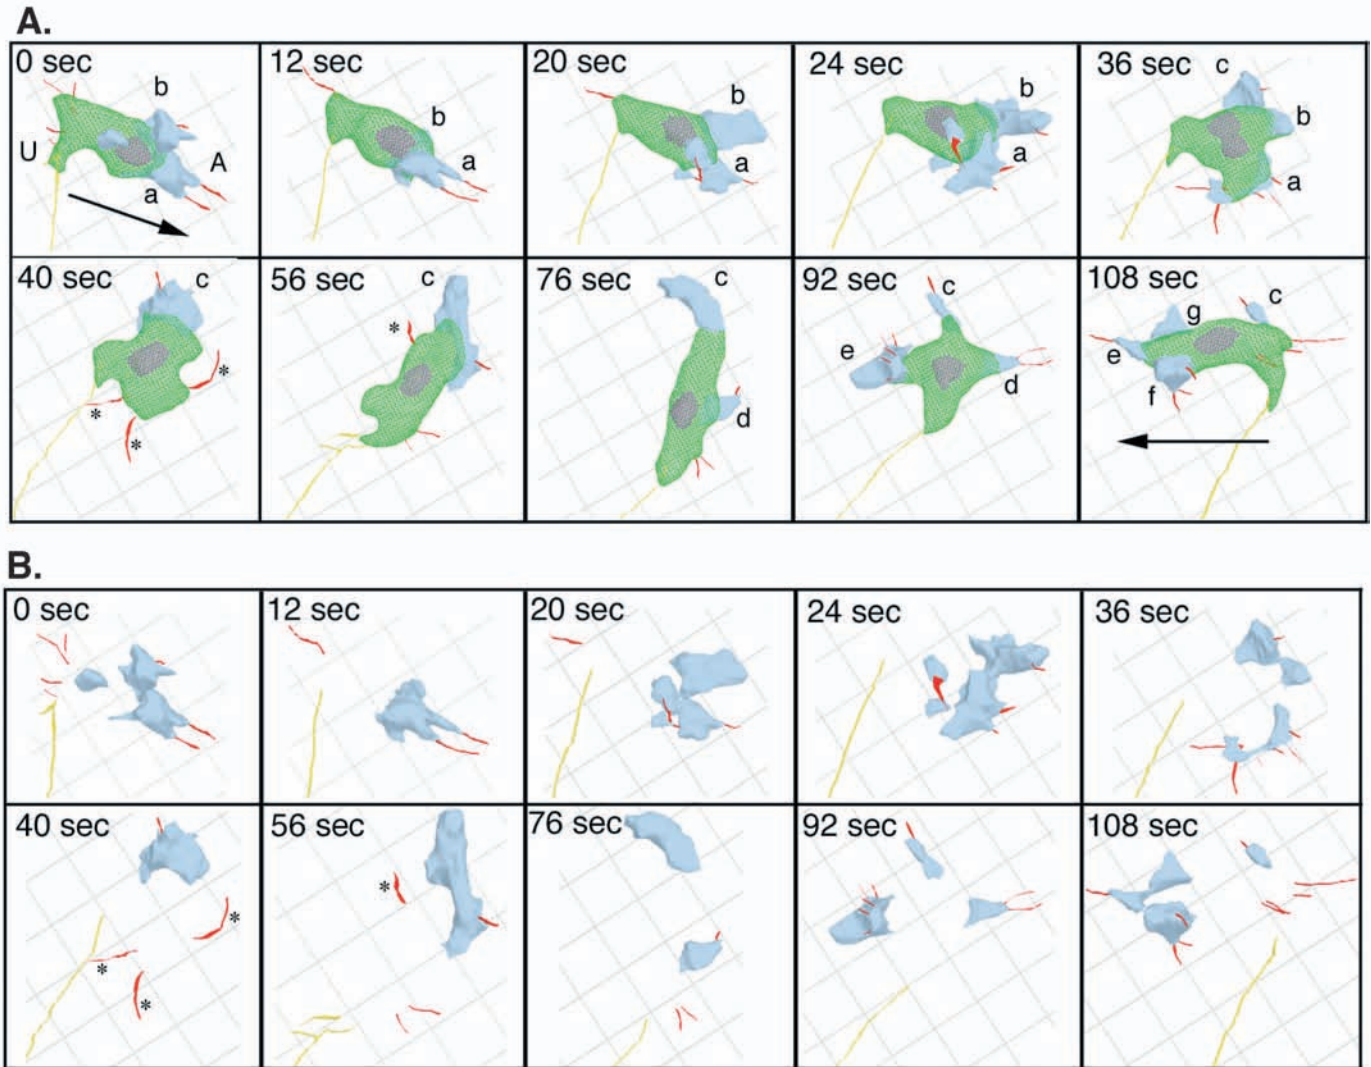 A.
0 sec 12 sec 20 sec 24 sec 36 sec
b b b b c
b
U A a a a a
a
40 sec 56 sec 76 sec 92 sec 108 sec
c c c c g c
* * e e
* d d f
*
B.
0 sec 12 sec 20 sec 24 sec 36 sec
40 sec 56 sec 76 sec 92 sec 108 sec
* *
*
*